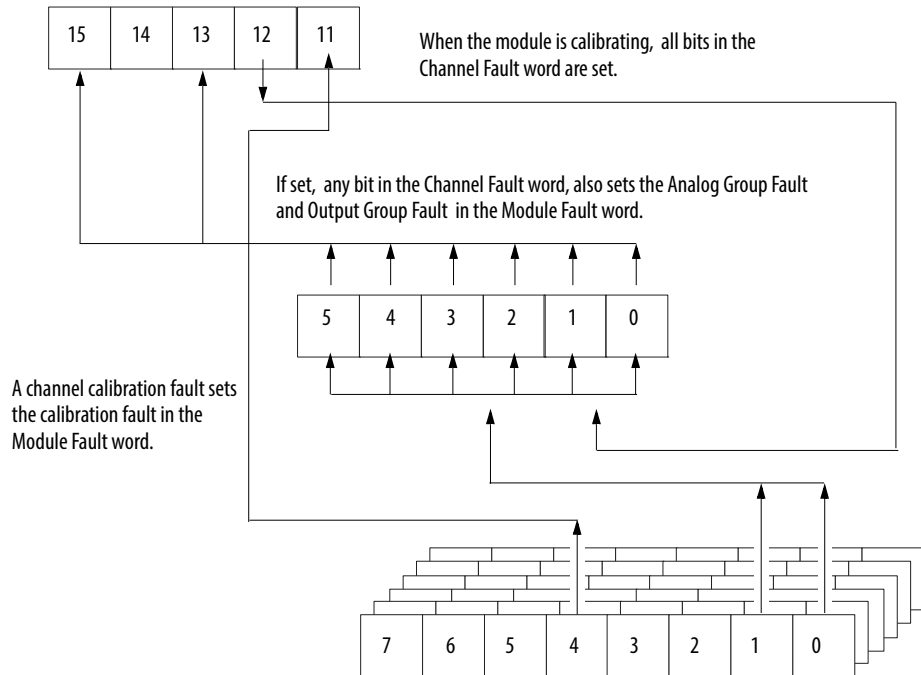 15 14 13 12 11
When the module is calibrating, all bits in the
Channel Fault word are set.
If set, any bit in the Channel Fault word, also sets the Analog Group Fault
and Output Group Fault in the Module Fault word.
5 4 3 2 1 0
A channel calibration fault sets
the calibration fault in the
Module Fault word.
7 6 5 4 3 2 1 0